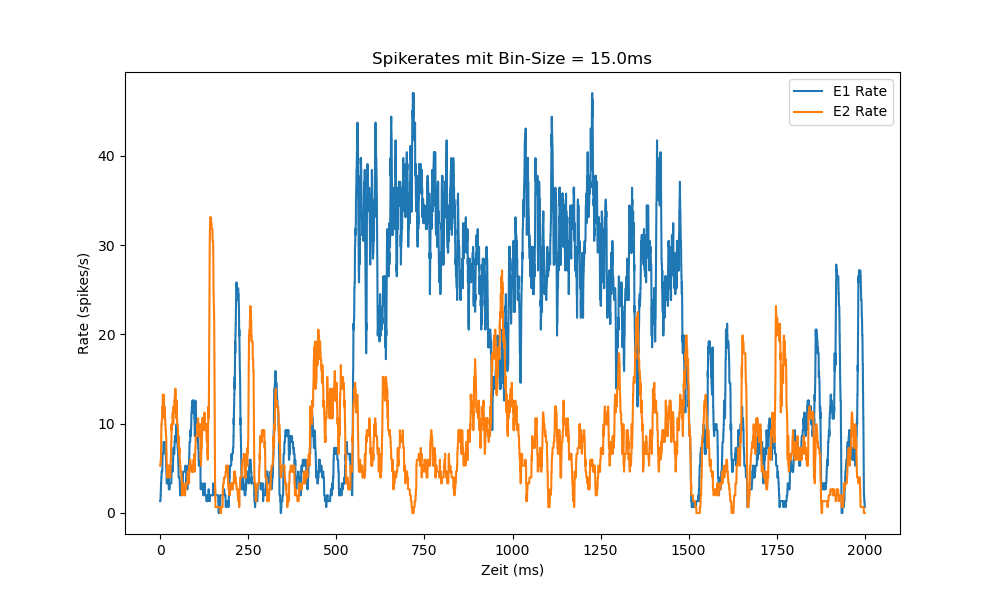 Spikerates mit Bin-Size = 15.0ms
E1 Rate
E2 Rate
Rate (spikes/s)
40
30
20
10
0
0 250 500 750 1000 1250 1500 1750 2000
Zeit (ms)